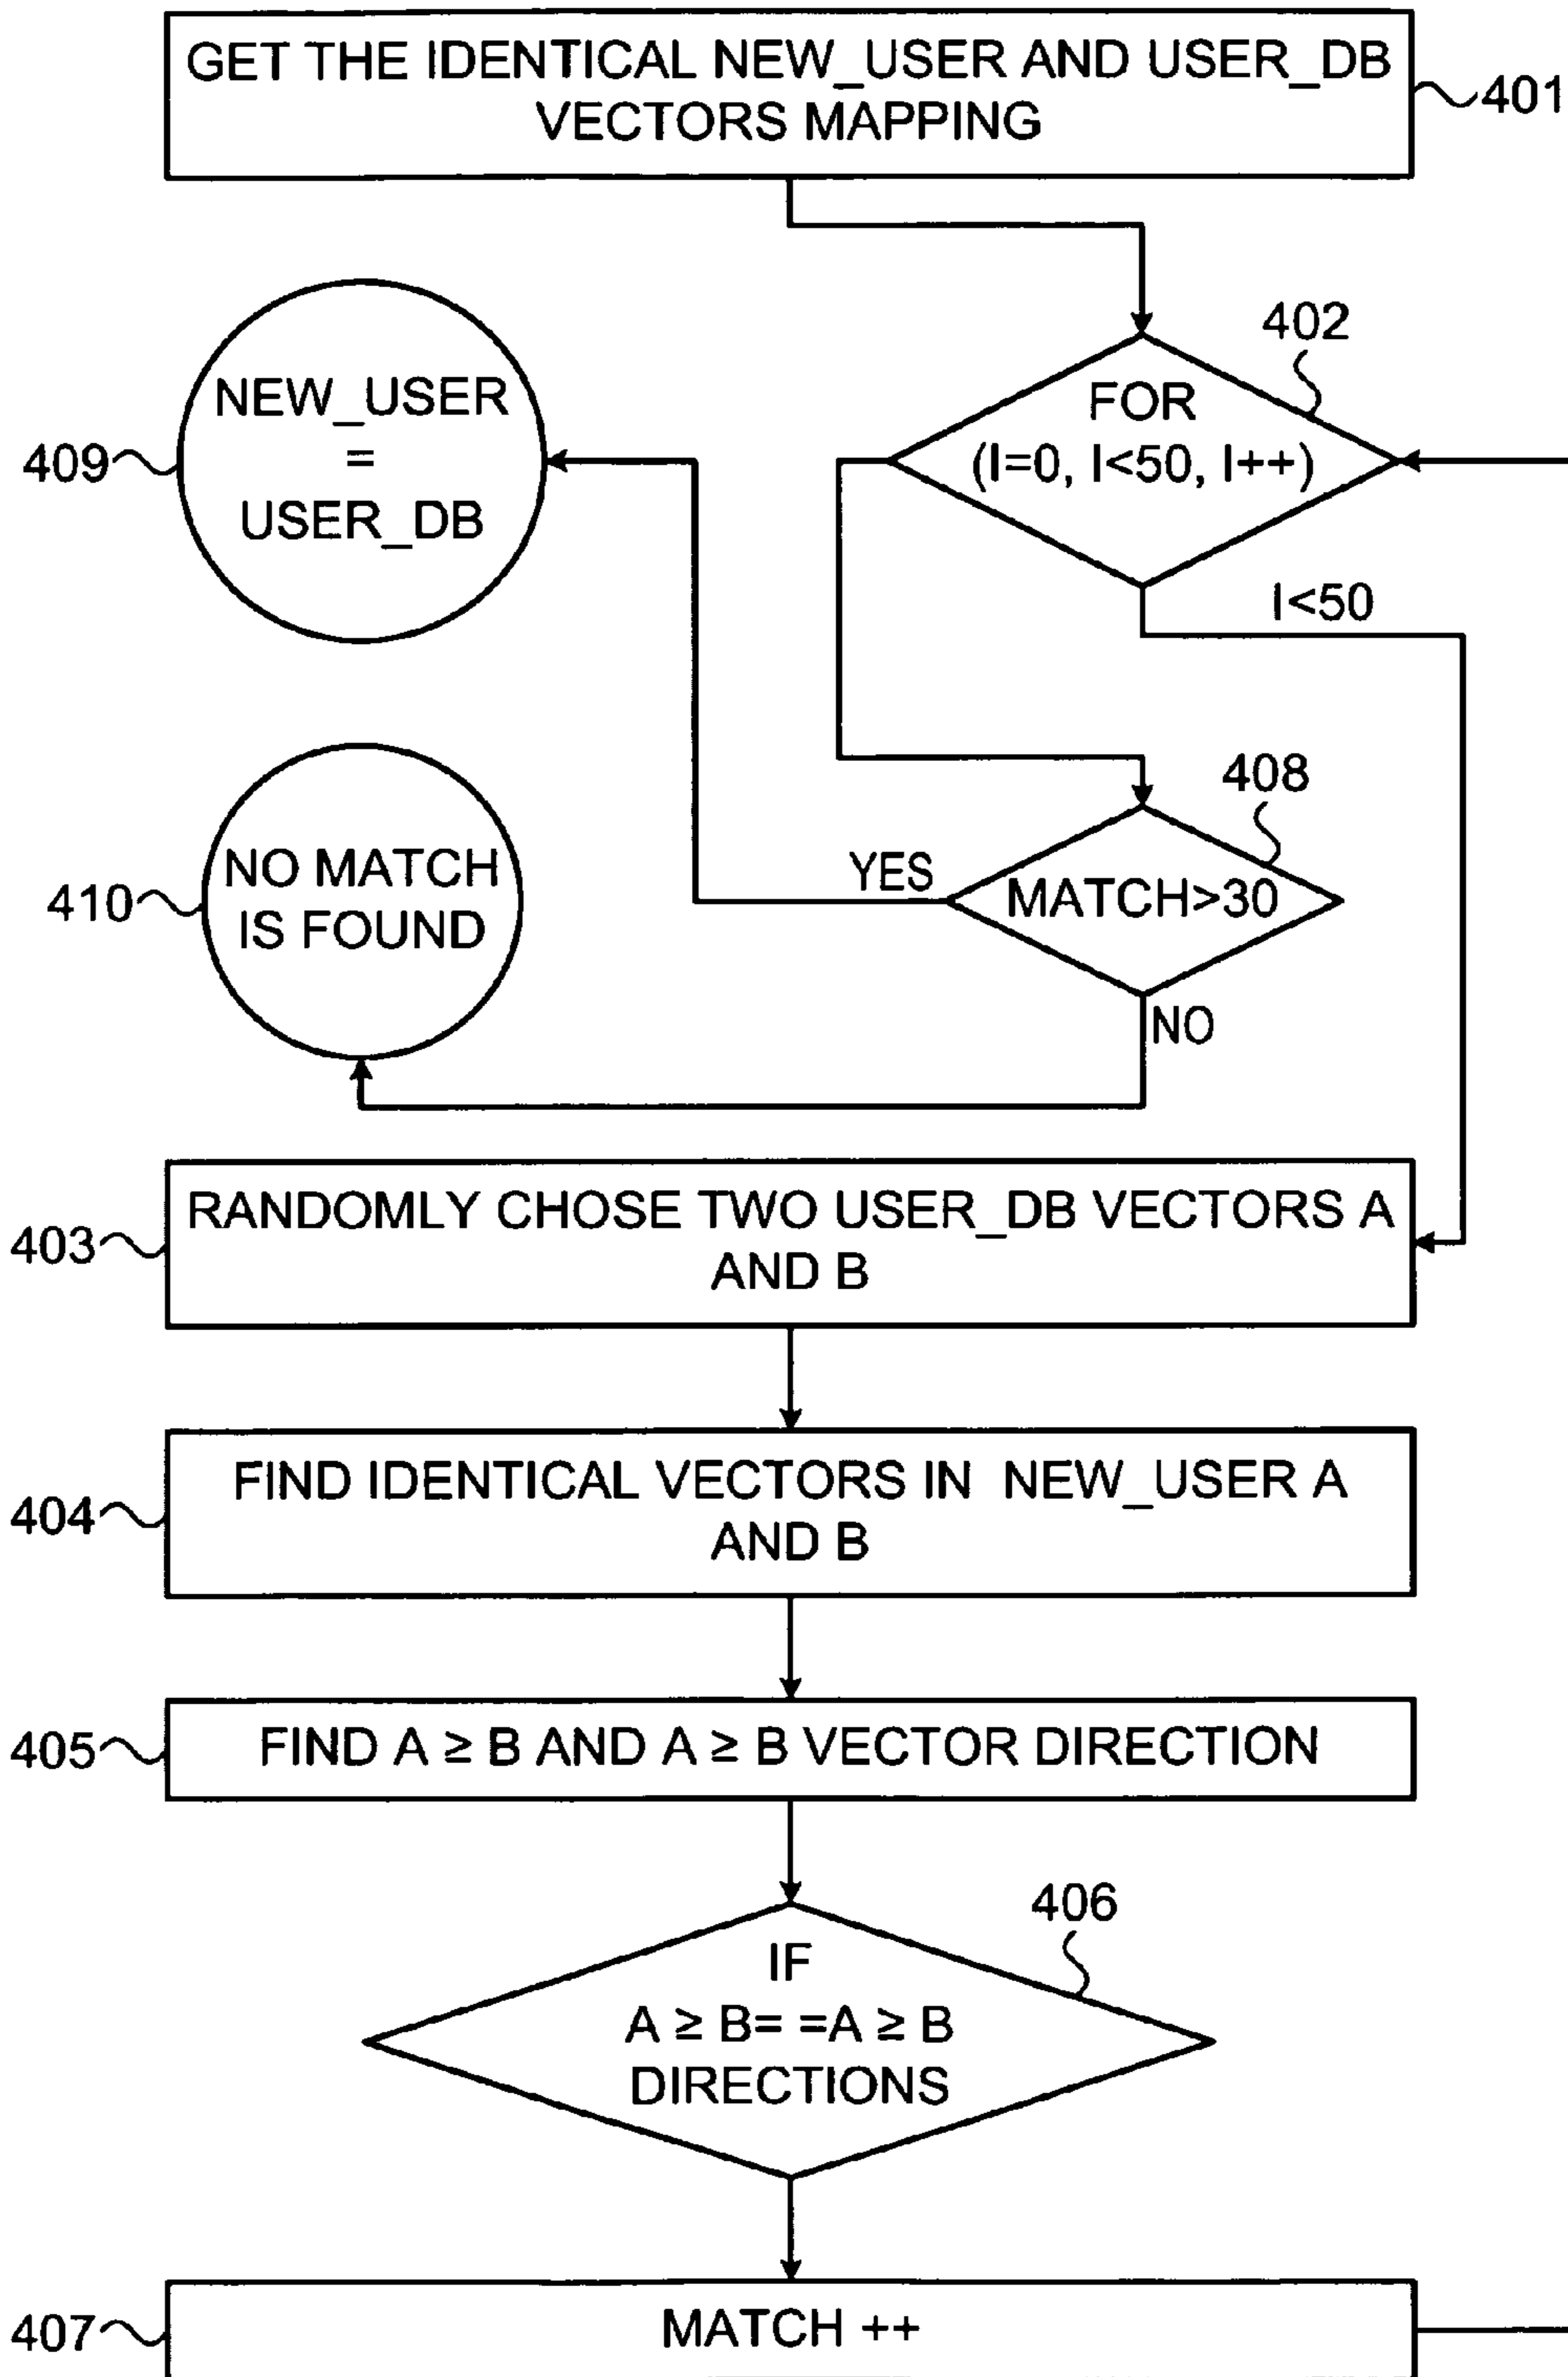 GET THE IDENTICAL NEW_USER AND USER_DB
VECTORS MAPPING
401
402
FOR
(I=0, I<50, I++)
I<50
409
NEW_USER
=
USER_DB
408
MATCH>30
YES
NO
410
NO MATCH
IS FOUND
403
RANDOMLY CHOSE TWO USER_DB VECTORS A
AND B
404
FIND IDENTICAL VECTORS IN NEW_USER A
AND B
405
FIND A ≥ B AND A ≥ B VECTOR DIRECTION
406
IF
A ≥ B= =A ≥ B
DIRECTIONS
407
MATCH ++